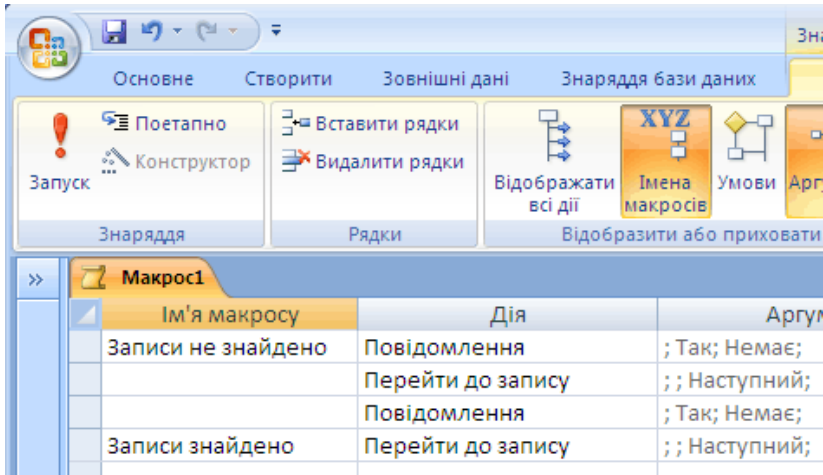 Зна
Основне Створити Зовнішні дані Знаряддя бази даних
Запуск
Поетапно
Конструктор
Знаряддя
Вставити рядки
Видалити рядки
Рядки
Відображати всі дії
XYZ
Імена макросів
Умови
Аргу
Відобразити або приховати
Макрос1
Ім'я макросу Дія Аргум
Записи не знайдено Повідомлення ; Так; Немає;
Перейти до запису ; ; Наступний;
Повідомлення ; Так; Немає;
Записи знайдено Перейти до запису ; ; Наступний;